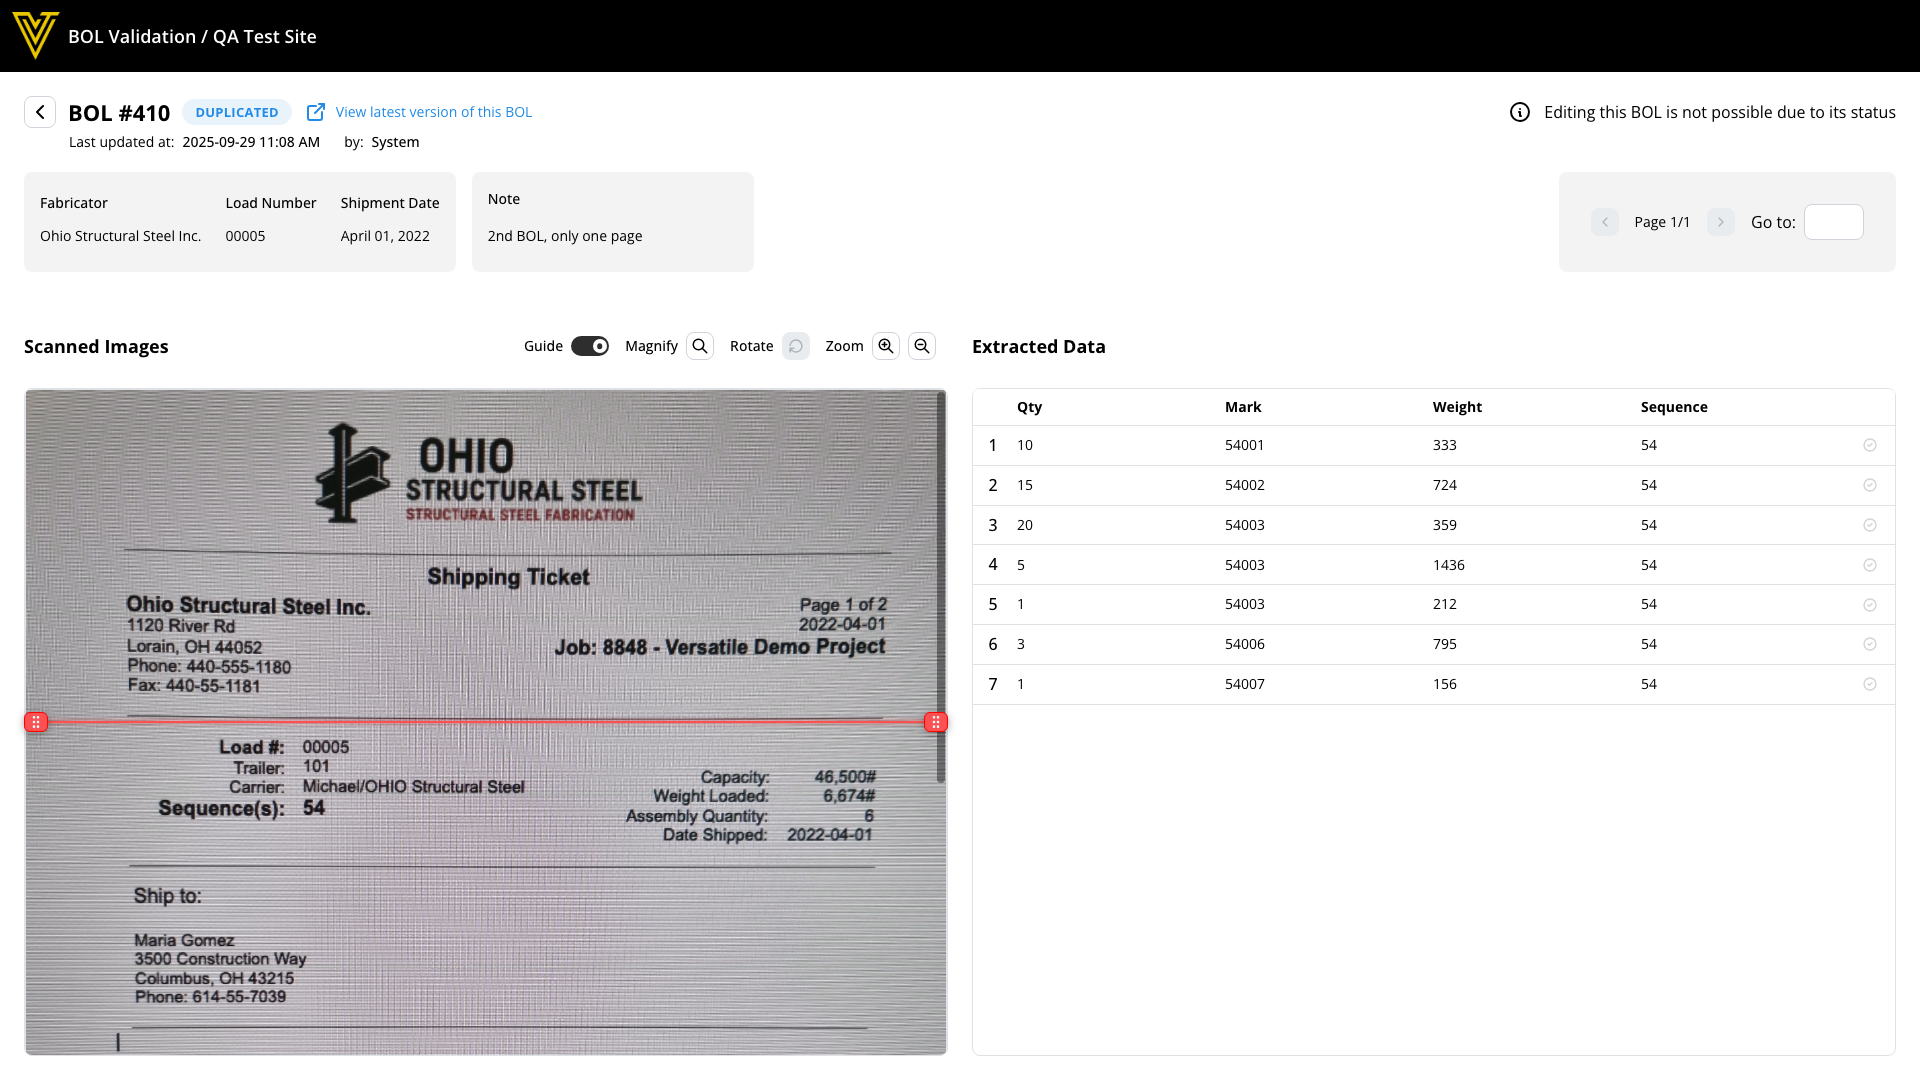 BOL Validation / QA Test Site
BOL #410 DUPLICATED View latest version of this BOL
Editing this BOL is not possible due to its status
Last updated at: 2025-09-29 11:08 AM by: System
Fabricator Load Number Shipment Date
Ohio Structural Steel Inc. 00005 April 01, 2022
Note
2nd BOL, only one page
Page 1/1 Go to:
Scanned Images Guide Magnify Rotate Zoom
OHIO
STRUCTURAL STEEL
STRUCTURAL STEEL FABRICATION
Shipping Ticket
Ohio Structural Steel Inc.
1120 River Rd
Lorain, OH 44052
Phone: 440-555-1180
Fax: 440-55-1181
Page 1 of 2
2022-04-01
Job: 8848 - Versatile Demo Project
Load #: 00005
Trailer: 101
Carrier: Michael/OHIO Structural Steel
Sequence(s): 54
Capacity: 46,500#
Weight Loaded: 6,674#
Assembly Quantity: 6
Date Shipped: 2022-04-01
Ship to:
Maria Gomez
3500 Construction Way
Columbus, OH 43215
Phone: 614-55-7039
Extracted Data
Qty Mark Weight Sequence
1 10 54001 333 54
2 15 54002 724 54
3 20 54003 359 54
4 5 54003 1436 54
5 1 54003 212 54
6 3 54006 795 54
7 1 54007 156 54